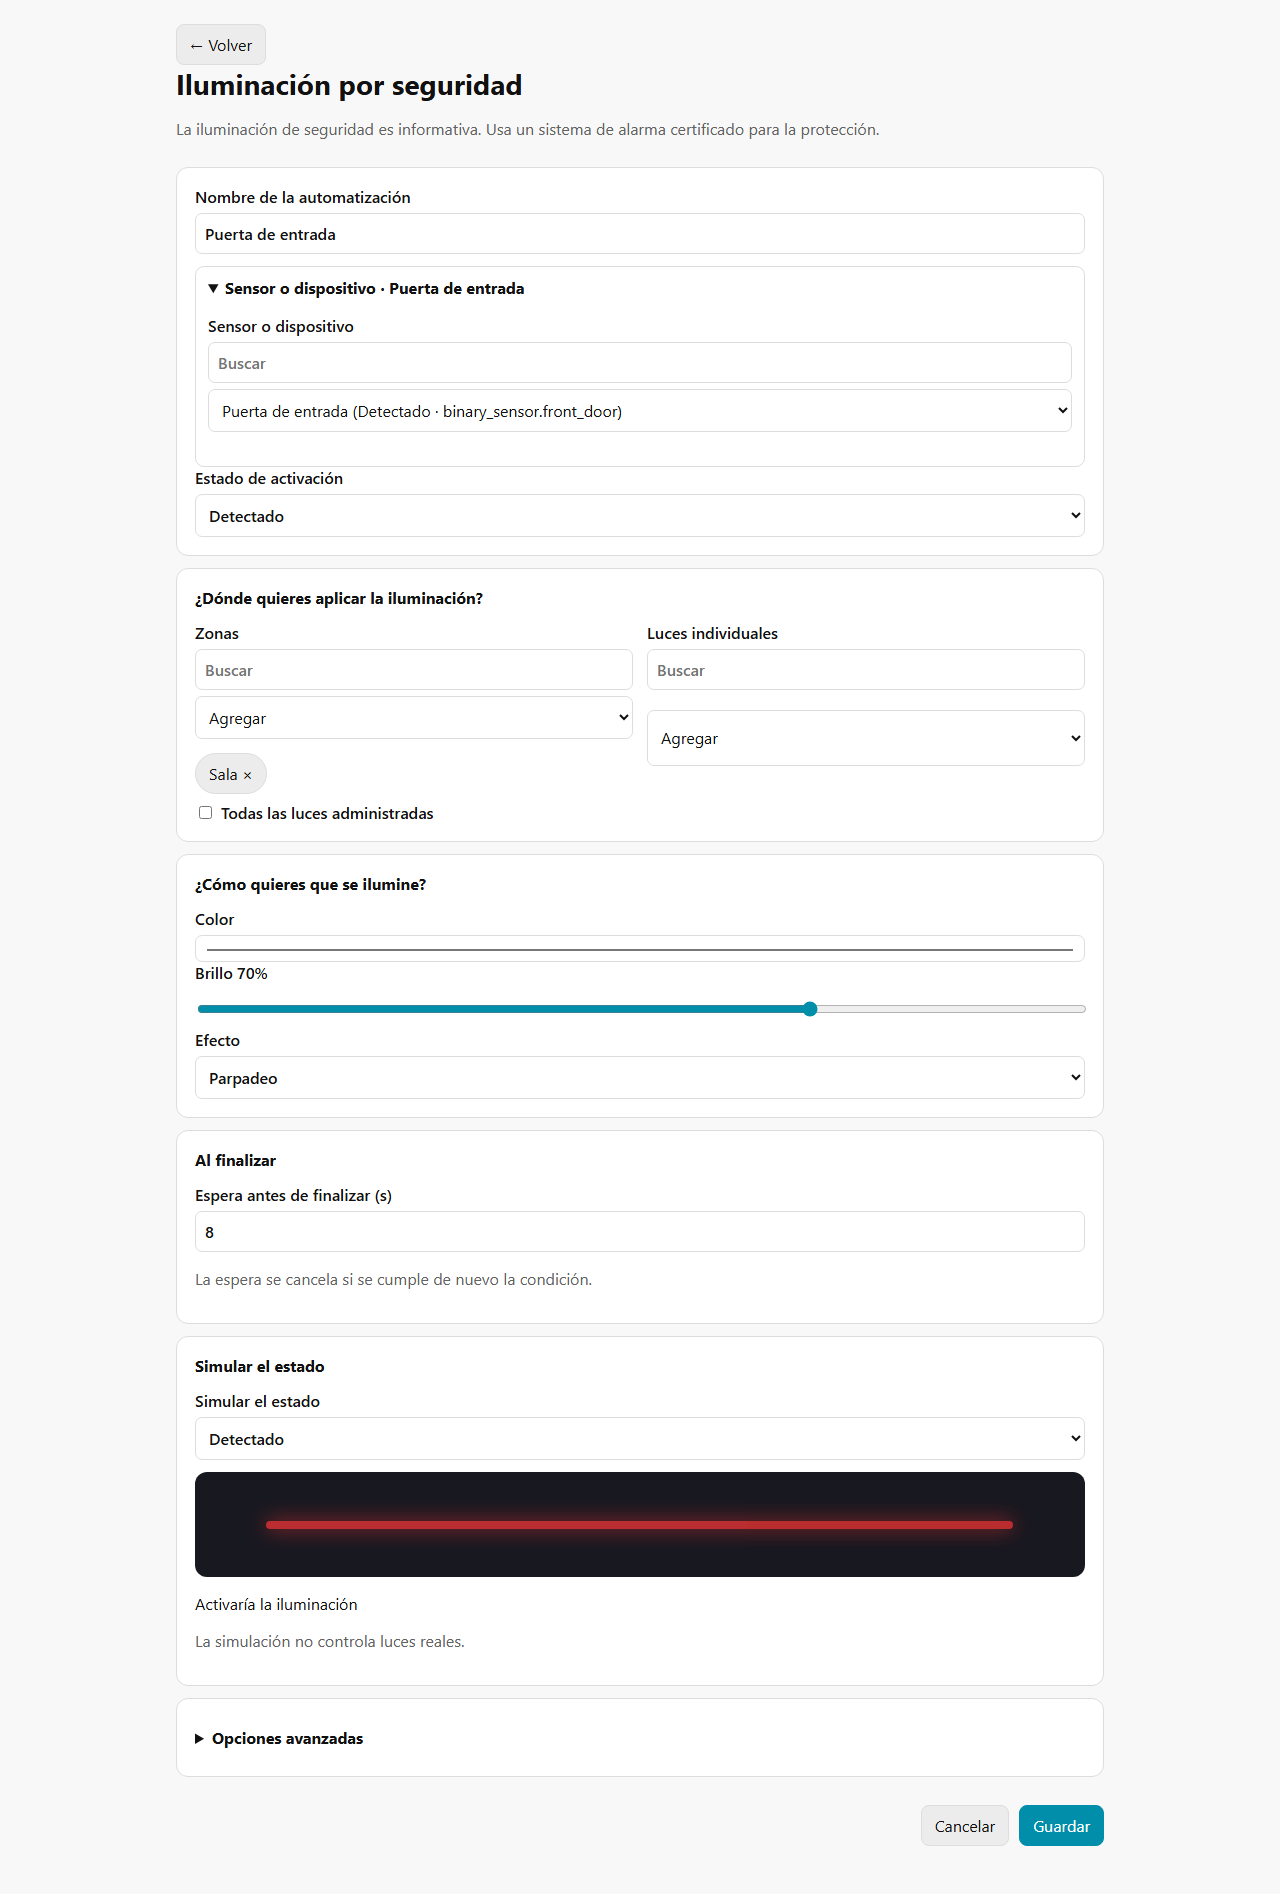 ← Volver
Iluminación por seguridad
La iluminación de seguridad es informativa. Usa un sistema de alarma certificado para la protección.
Nombre de la automatización
Puerta de entrada
▼ Sensor o dispositivo · Puerta de entrada
Sensor o dispositivo
Buscar
Puerta de entrada (Detectado · binary_sensor.front_door)
Estado de activación
Detectado
¿Dónde quieres aplicar la iluminación?
Zonas
Buscar
Agregar
Sala ×
Luces individuales
Buscar
Agregar
Todas las luces administradas
¿Cómo quieres que se ilumine?
Color
Brillo 70%
Efecto
Parpadeo
Al finalizar
Espera antes de finalizar (s)
8
La espera se cancela si se cumple de nuevo la condición.
Simular el estado
Simular el estado
Detectado
Activaría la iluminación
La simulación no controla luces reales.
▶ Opciones avanzadas
Cancelar
Guardar